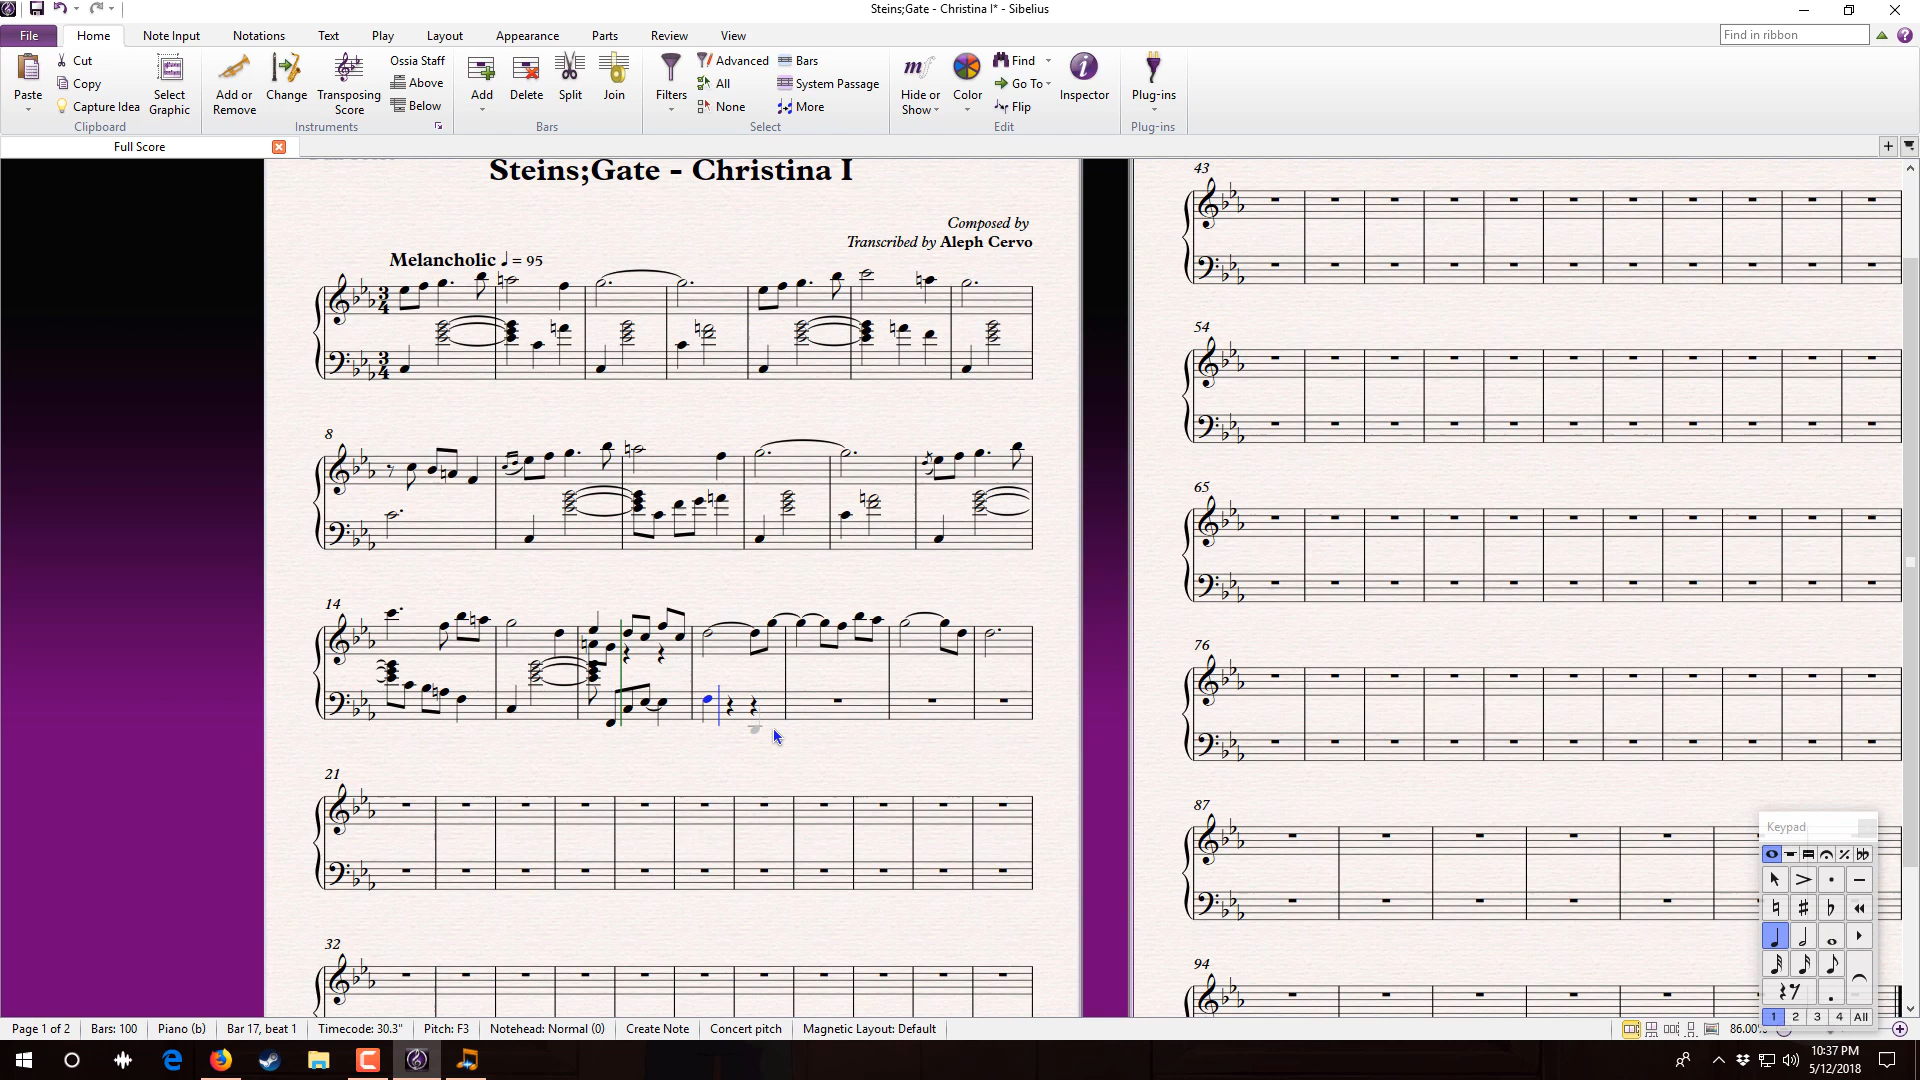 Steins;Gate - Christina I* - Sibelius
File Home Note Input Notations Text Play Layout Appearance Parts Review View
Find in ribbon
Paste
Cut
Copy
Capture Idea
Select Graphic
Clipboard
Add or Remove
Change
Transposing Score
Ossia Staff
Above
Below
Instruments
Add
Delete
Split
Join
Bars
Filters
Advanced
All
None
Bars
System Passage
More
Select
Hide or Show
Color
Find
Go To
Flip
Inspector
Edit
Plug-ins
Plug-ins
Full Score
Steins;Gate - Christina I
Composed by
Transcribed by Aleph Cervo
Melancholic ♩ = 95
3
4
3
4
8
14
21
32
43
54
65
76
87
94
Keypad
1 2 3 4 All
Page 1 of 2 Bars: 100 Piano (b) Bar 17, beat 1 Timecode: 30.3" Pitch: F3 Notehead: Normal (0) Create Note Concert pitch Magnetic Layout: Default 86.00%
10:37 PM
5/12/2018